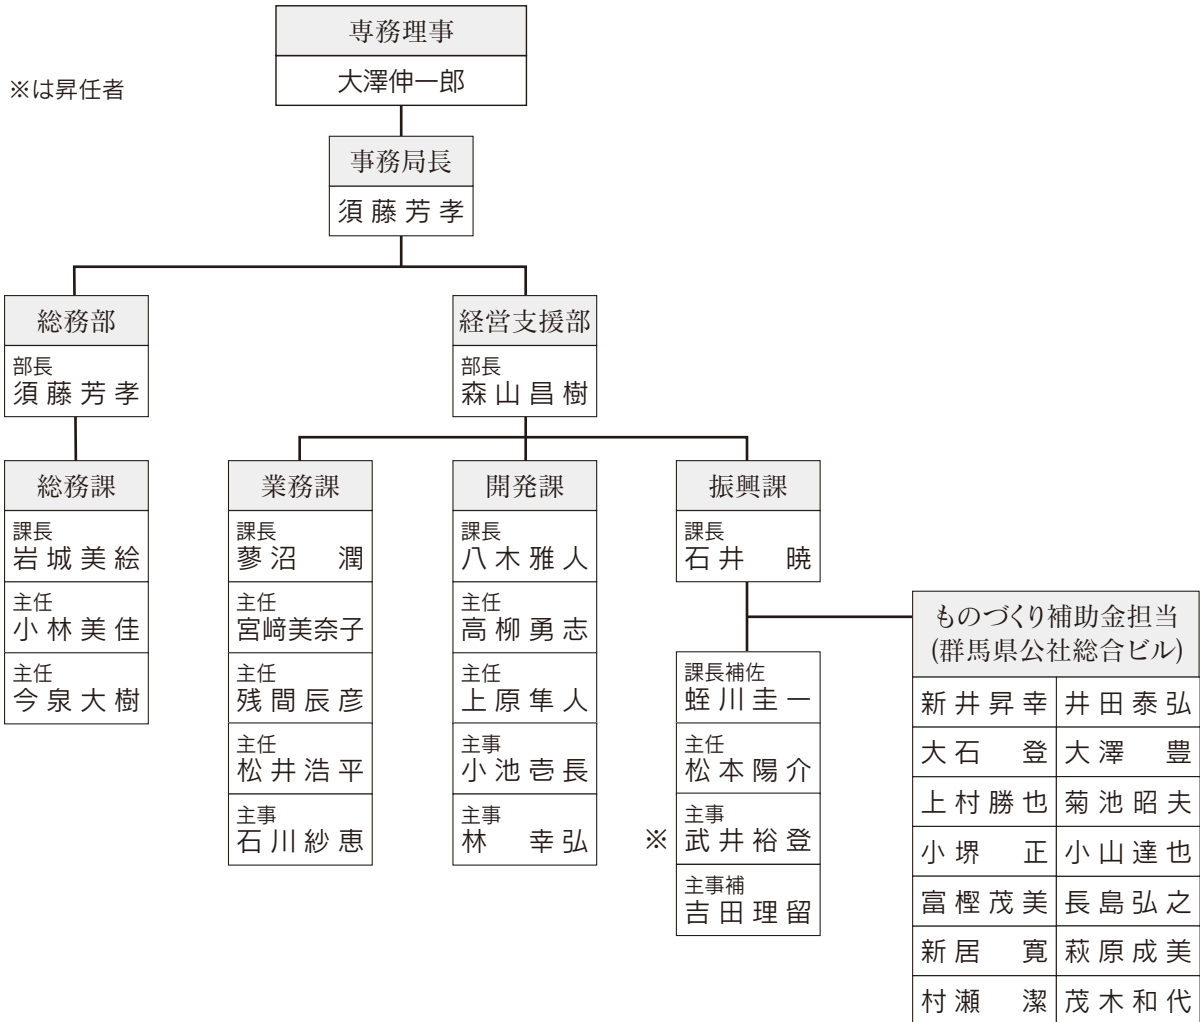 専務理事
大澤伸一郎
※は昇任者
事務局長
須藤芳孝
総務部
部長
須藤芳孝
経営支援部
部長
森山昌樹
総務課
課長
岩城美絵
主任
小林美佳
主任
今泉大樹
業務課
課長
蓼沼　潤
主任
宮﨑美奈子
主任
残間辰彦
主任
松井浩平
主事
石川紗恵
開発課
課長
八木雅人
主任
高柳勇志
主任
上原隼人
主事
小池壱長
主事
林　幸弘
振興課
課長
石井　暁
課長補佐
蛭川圭一
主任
松本陽介
主事
※ 武井裕登
主事補
吉田理留
ものづくり補助金担当
(群馬県公社総合ビル)
新井昇幸 井田泰弘
大石　登 大澤　豊
上村勝也 菊池昭夫
小堺　正 小山達也
富樫茂美 長島弘之
新居　寛 萩原成美
村瀬　潔 茂木和代